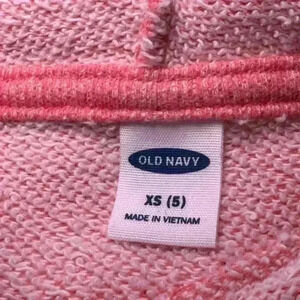 OLD NAVY
XS (5)
MADE IN VIETNAM